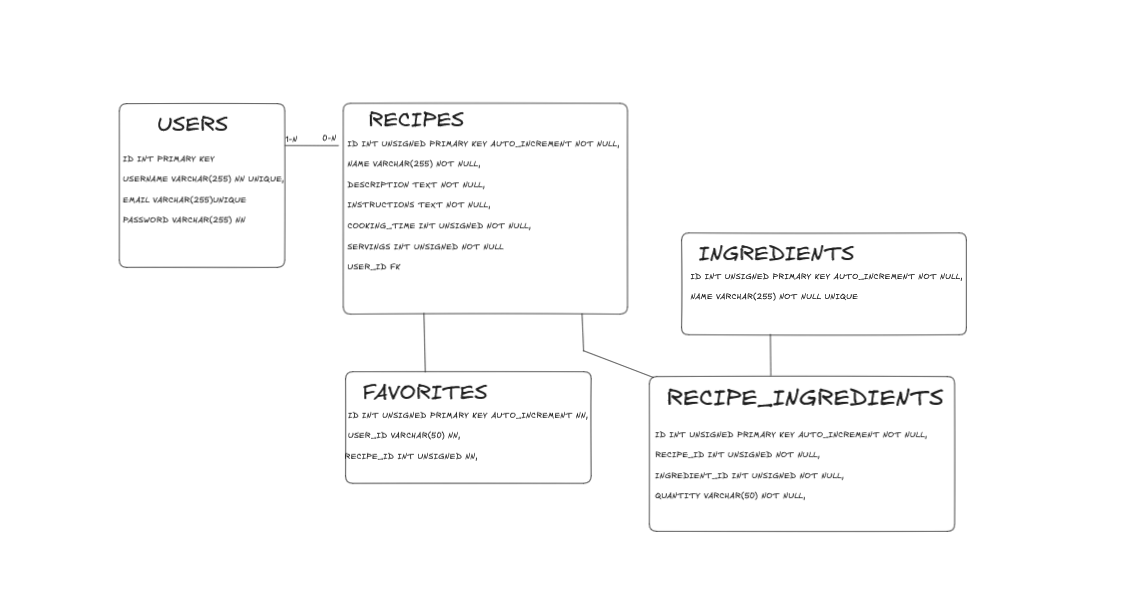 USERS
ID INT PRIMARY KEY
USERNAME VARCHAR(255) NN UNIQUE,
EMAIL VARCHAR(255)UNIQUE
PASSWORD VARCHAR(255) NN
1-N
0-N
RECIPES
ID INT UNSIGNED PRIMARY KEY AUTO_INCREMENT NOT NULL,
NAME VARCHAR(255) NOT NULL,
DESCRIPTION TEXT NOT NULL,
INSTRUCTIONS TEXT NOT NULL,
COOKING_TIME INT UNSIGNED NOT NULL,
SERVINGS INT UNSIGNED NOT NULL
USER_ID FK
INGREDIENTS
ID INT UNSIGNED PRIMARY KEY AUTO_INCREMENT NOT NULL,
NAME VARCHAR(255) NOT NULL UNIQUE
FAVORITES
ID INT UNSIGNED PRIMARY KEY AUTO_INCREMENT NN,
USER_ID VARCHAR(50) NN,
RECIPE_ID INT UNSIGNED NN,
RECIPE_INGREDIENTS
ID INT UNSIGNED PRIMARY KEY AUTO_INCREMENT NOT NULL,
RECIPE_ID INT UNSIGNED NOT NULL,
INGREDIENT_ID INT UNSIGNED NOT NULL,
QUANTITY VARCHAR(50) NOT NULL,